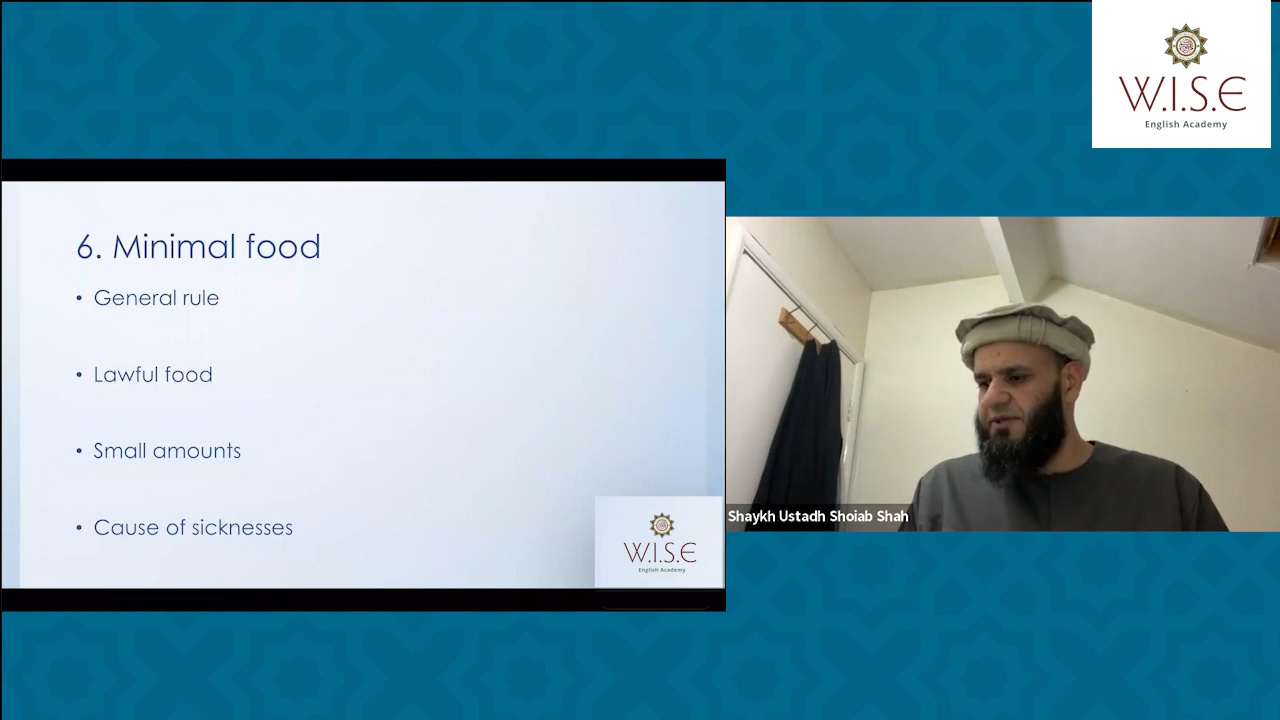 W.I.S.E
English Academy
6. Minimal food
• General rule
• Lawful food
• Small amounts
• Cause of sicknesses
W.I.S.E
English Academy
Shaykh Ustadh Shoiab Shah